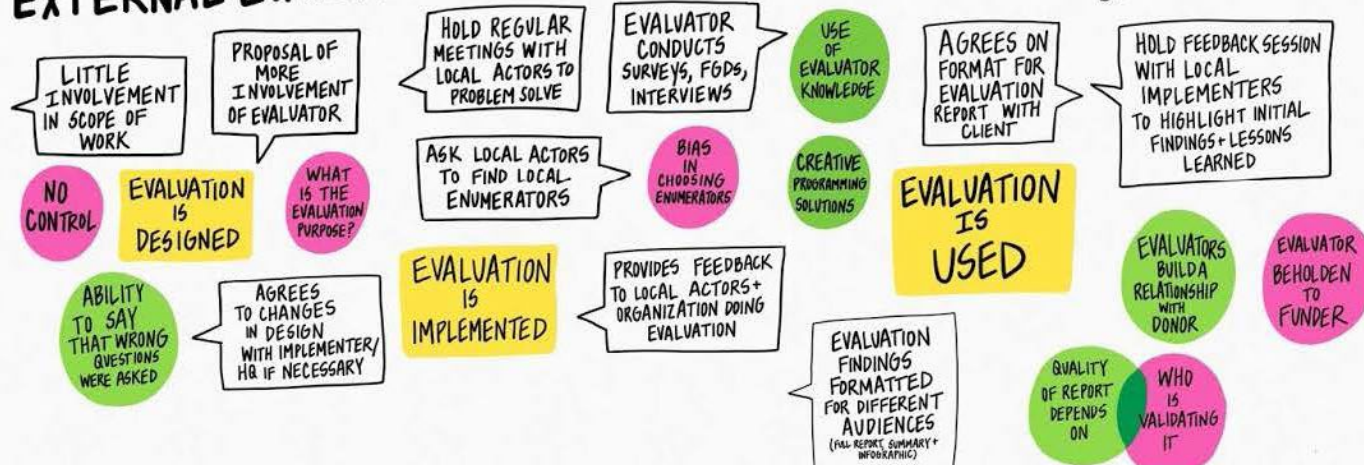 EXTERNAL
LITTLE
INVOLVEMENT
IN SCOPE OF
WORK
PROPOSAL OF
MORE
INVOLVEMENT
OF EVALUATOR
NO
CONTROL
EVALUATION
IS
DESIGNED
WHAT
IS THE
EVALUATION
PURPOSE?
ABILITY
TO SAY
THAT WRONG
QUESTIONS
WERE ASKED
AGREES
TO CHANGES
IN DESIGN
WITH IMPLEMENTER/
HQ IF NECESSARY
HOLD REGULAR
MEETINGS WITH
LOCAL ACTORS TO
PROBLEM SOLVE
EVALUATOR
CONDUCTS
SURVEYS, FGDs,
INTERVIEWS
USE
OF
EVALUATOR
KNOWLEDGE
ASK LOCAL ACTORS
TO FIND LOCAL
ENUMERATORS
BIAS
IN
CHOOSING
ENUMERATORS
CREATIVE
PROGRAMMING
SOLUTIONS
EVALUATION
IS
IMPLEMENTED
PROVIDES FEEDBACK
TO LOCAL ACTORS+
ORGANIZATION DOING
EVALUATION
AGREES ON
FORMAT FOR
EVALUATION
REPORT WITH
CLIENT
HOLD FEEDBACK SESSION
WITH LOCAL
IMPLEMENTERS
TO HIGHLIGHT INITIAL
FINDINGS+LESSONS
LEARNED
EVALUATION
IS
USED
EVALUATORS
BUILD A
RELATIONSHIP
WITH
DONOR
EVALUATOR
BEHOLDEN
TO
FUNDER
EVALUATION
FINDINGS
FORMATTED
FOR DIFFERENT
AUDIENCES
(FULL REPORT, SUMMARY+
INFOGRAPHIC)
QUALITY
OF REPORT
DEPENDS
ON
WHO
IS
VALIDATING
IT